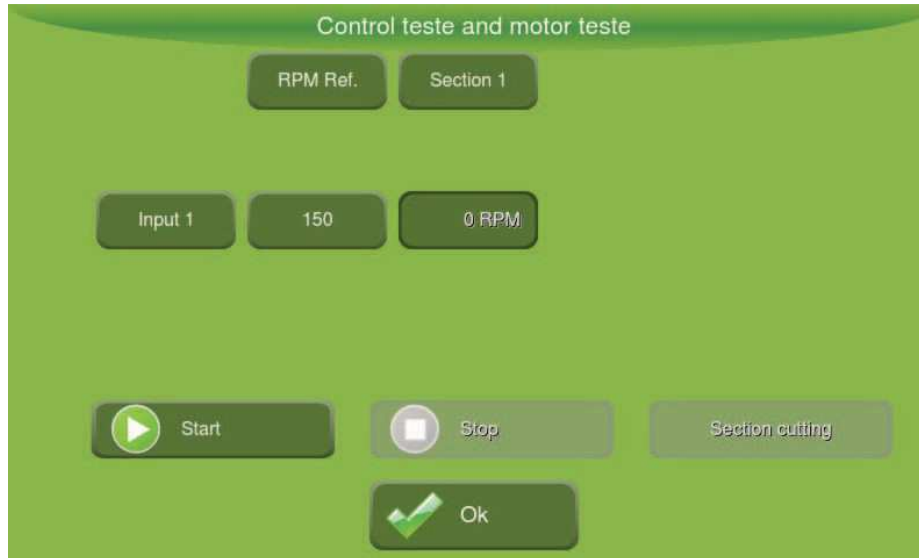 Control teste and motor teste
RPM Ref. Section 1
Input 1 150 0 RPM
Start Stop Section cutting
Ok